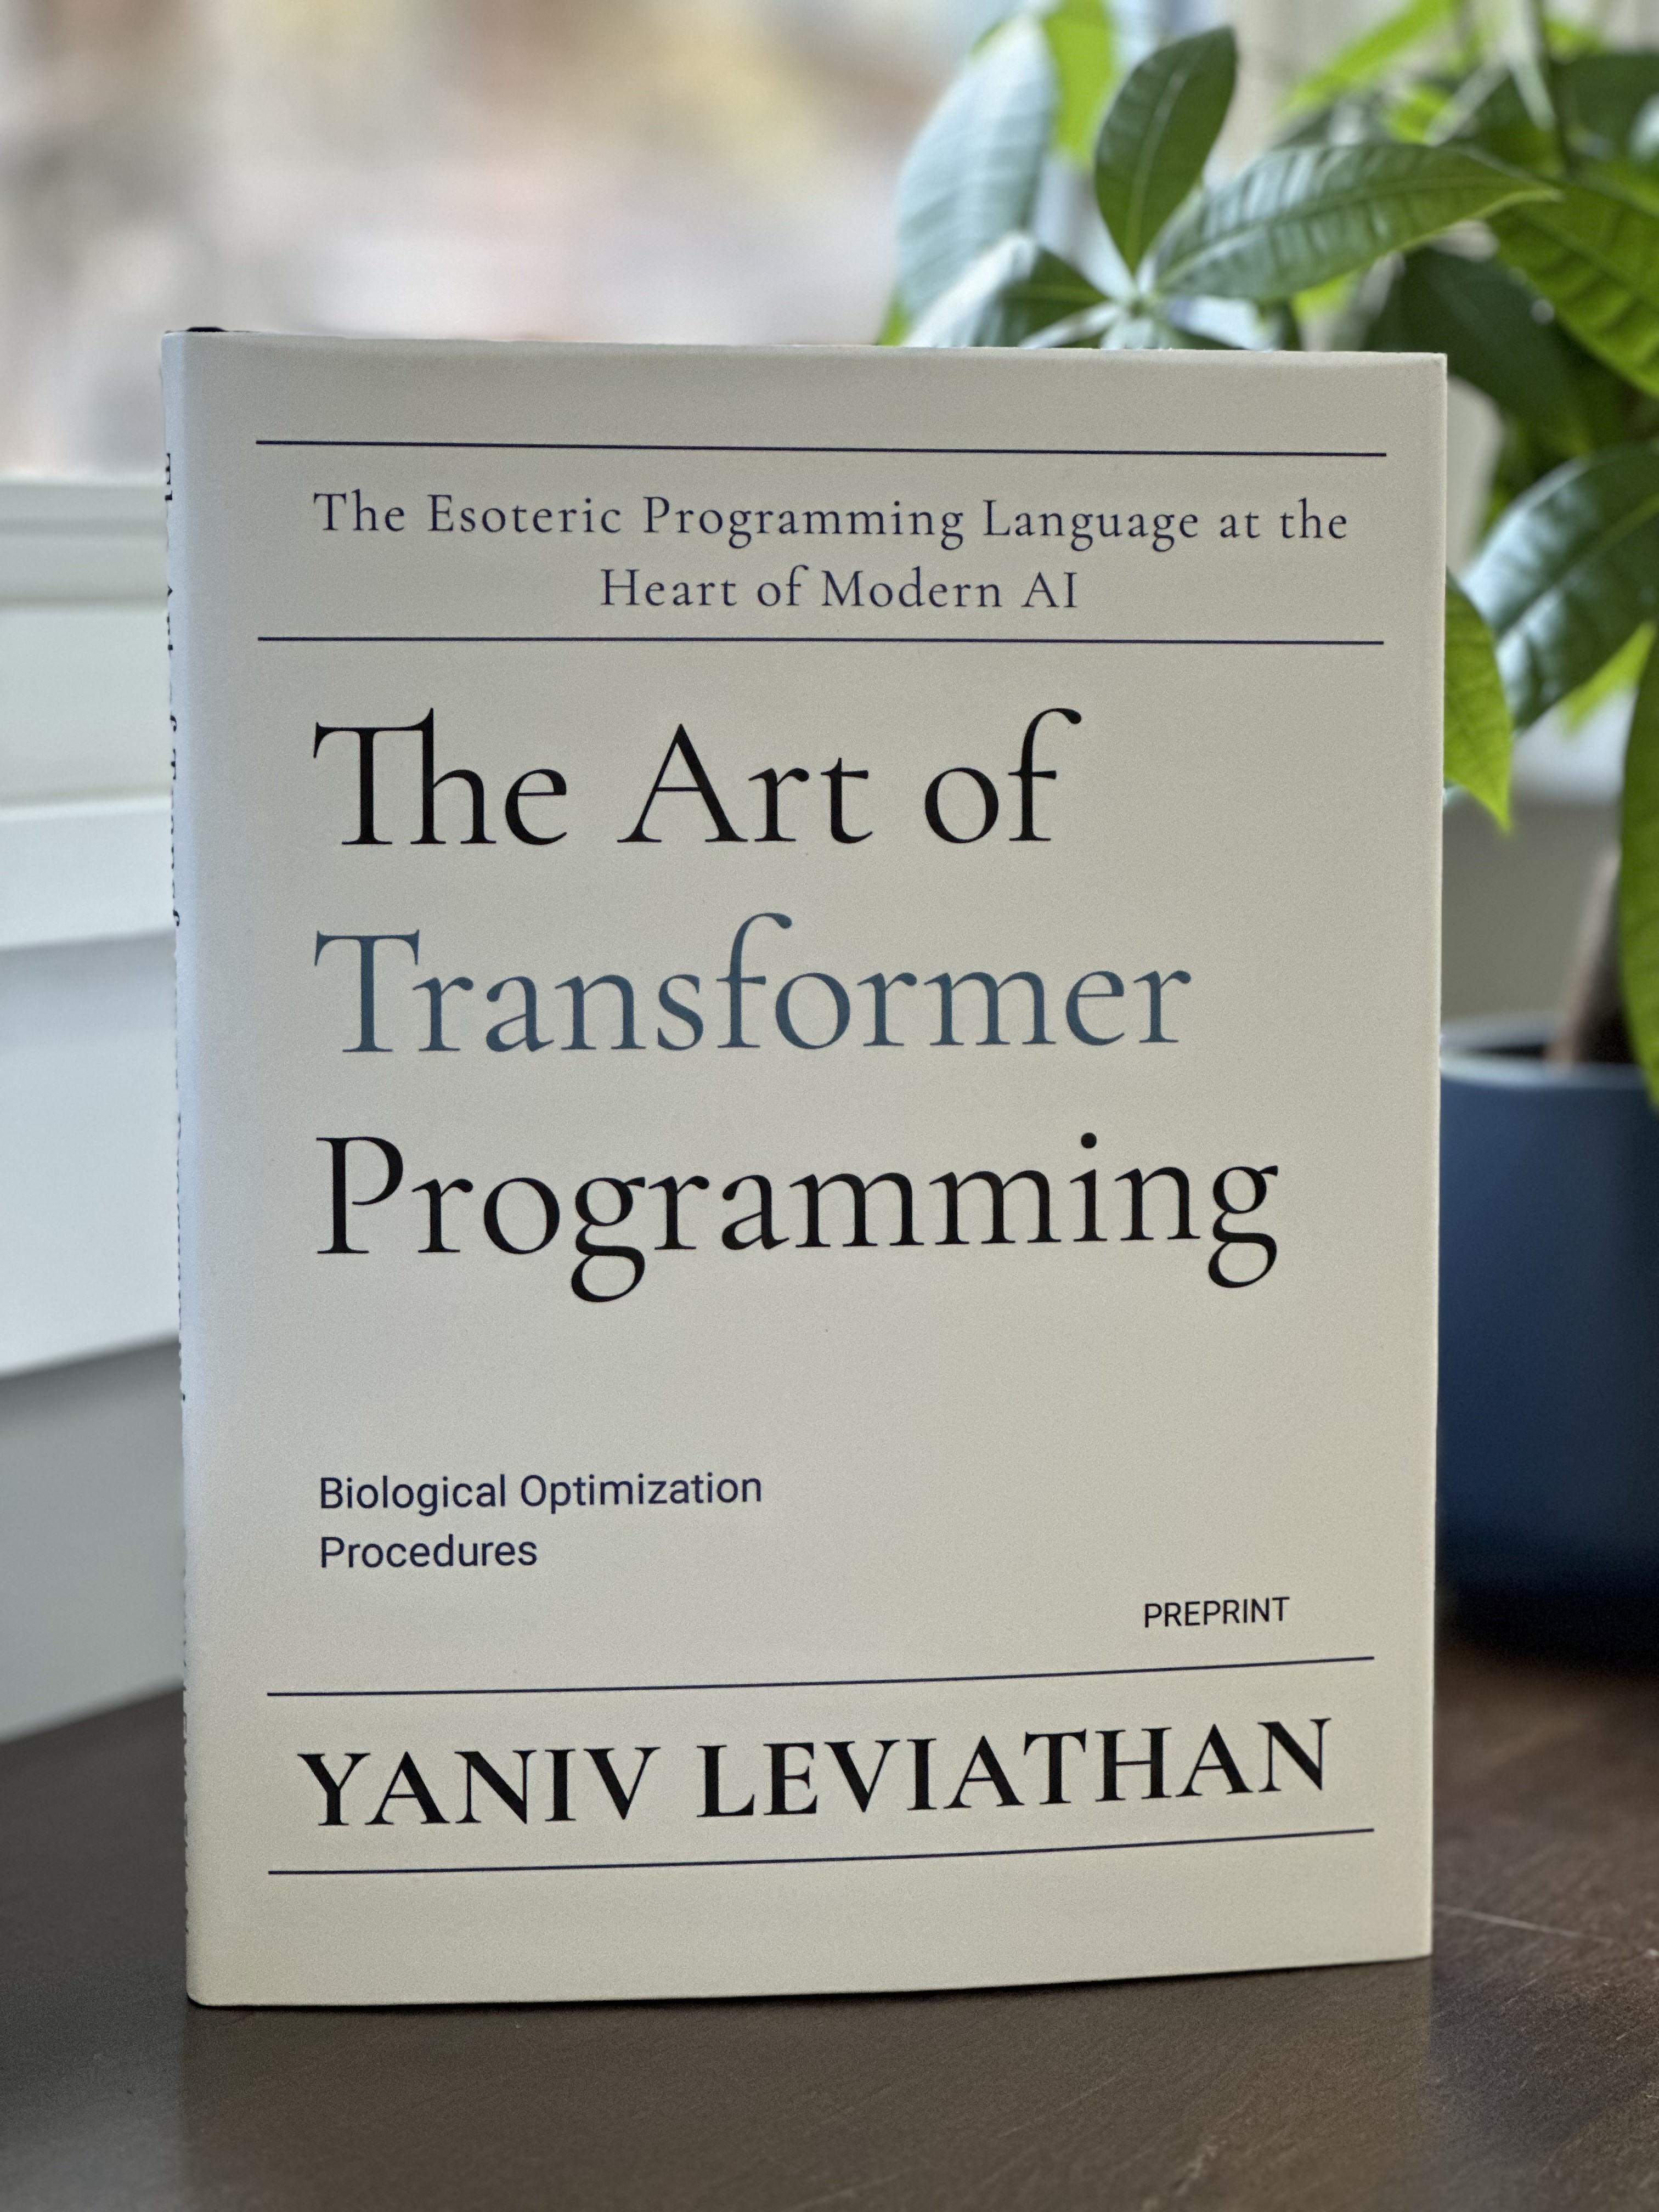 The Esoteric Programming Language at the
Heart of Modern AI
The Art of
Transformer
Programming
Biological Optimization
Procedures
PREPRINT
YANIV LEVIATHAN